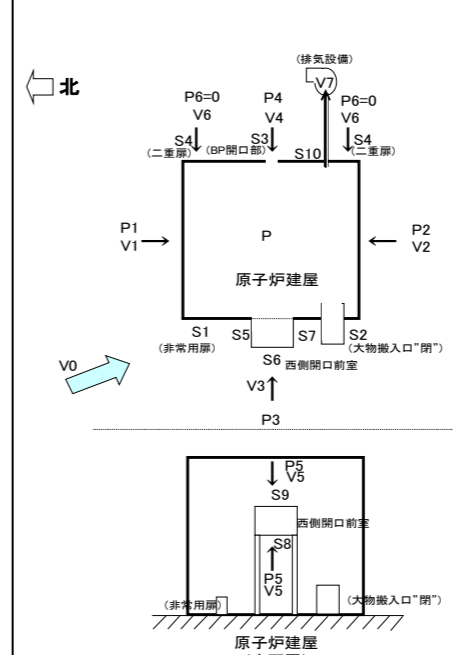 (排気設備)
北
V7
P6=0
V6
P4
V4
P6=0
V6
S4
(二重扉)
S3
(BP開口部)
S10
S4
(二重扉)
P1
V1
P
P2
V2
原子炉建屋
S1
(非常用扉)
S5
S7
S2
(大物搬入口"閉")
S6
西側開口前室
V0
V3
P3
P5
V5
S9
西側開口前室
S8
P5
V5
(非常用扉)
(大物搬入口"閉")
原子炉建屋